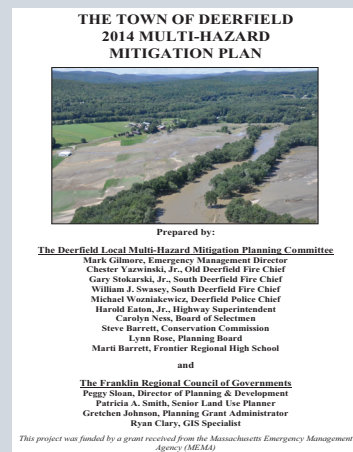 THE TOWN OF DEERFIELD
2014 MULTI-HAZARD
MITIGATION PLAN
Prepared by:
The Deerfield Local Multi-Hazard Mitigation Planning Committee
Mark Gilmore, Emergency Management Director
Chester Yazwinski, Jr., Old Deerfield Fire Chief
Gary Stokarski, Jr., South Deerfield Fire Chief
William J. Swasey, South Deerfield Fire Chief
Michael Wozniakewicz, Deerfield Police Chief
Harold Eaton, Jr., Highway Superintendent
Carolyn Ness, Board of Selectmen
Steve Barrett, Conservation Commission
Lynn Rose, Planning Board
Marti Barrett, Frontier Regional High School
and
The Franklin Regional Council of Governments
Peggy Sloan, Director of Planning & Development
Patricia A. Smith, Senior Land Use Planner
Gretchen Johnson, Planning Grant Administrator
Ryan Clary, GIS Specialist
This project was funded by a grant received from the Massachusetts Emergency Management
Agency (MEMA)